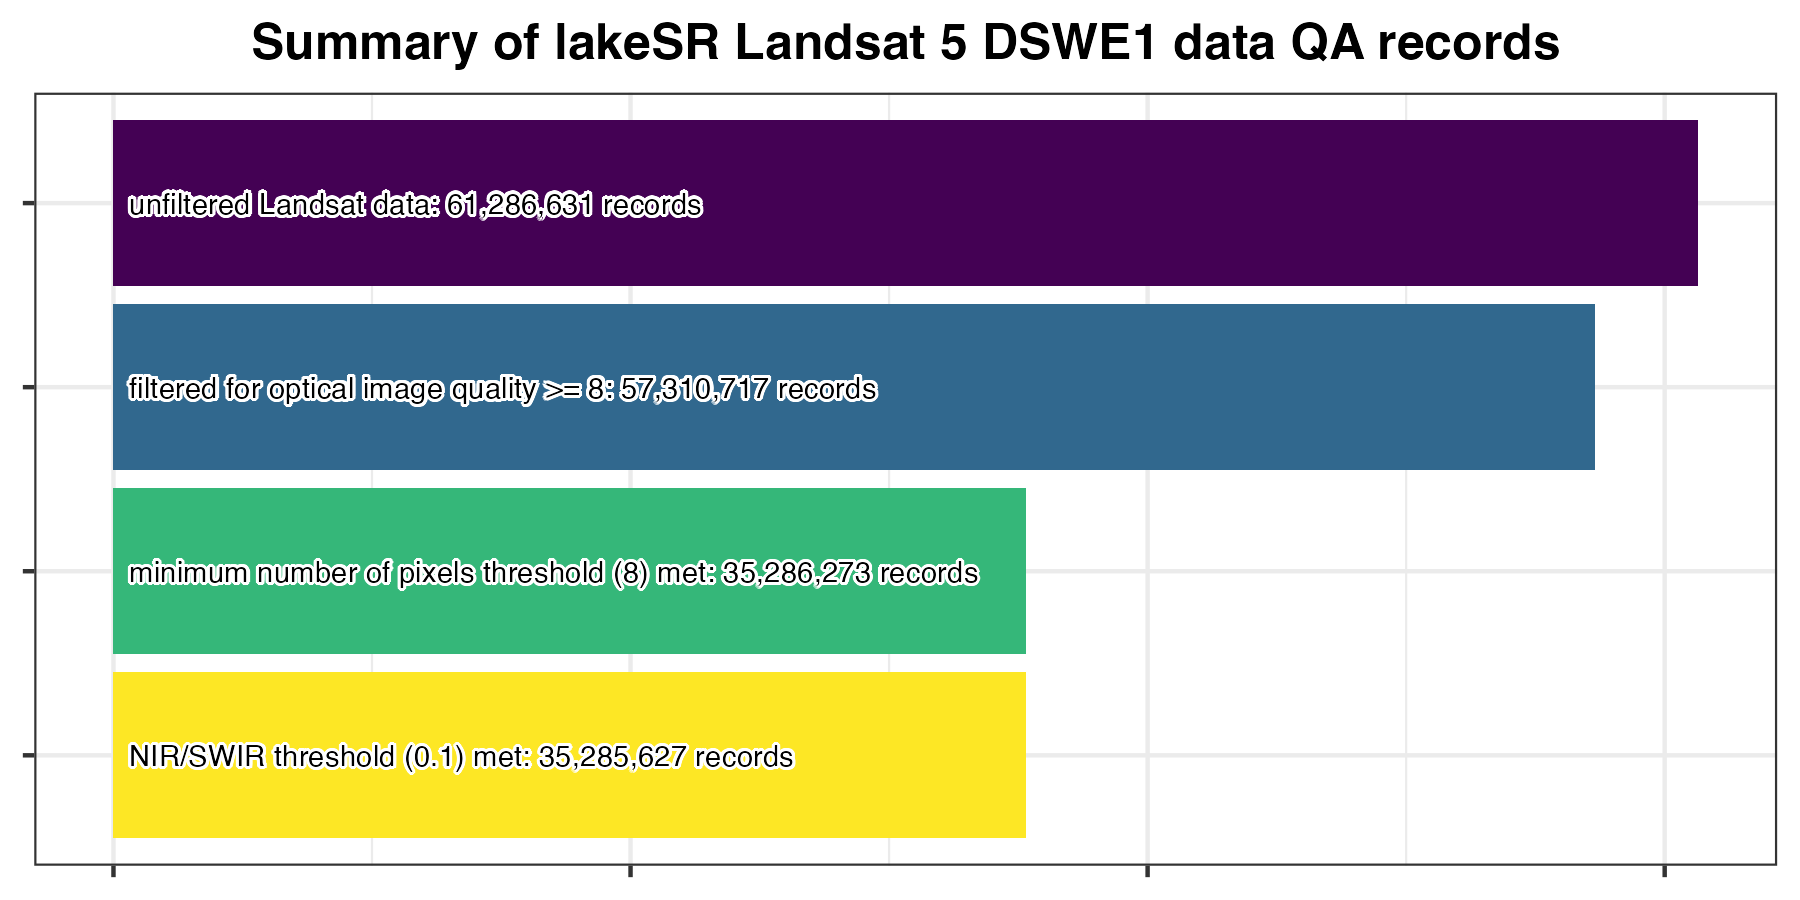 Summary of lakeSR Landsat 5 DSWE1 data QA records
unfiltered Landsat data: 61,286,631 records
filtered for optical image quality >= 8: 57,310,717 records
minimum number of pixels threshold (8) met: 35,286,273 records
NIR/SWIR threshold (0.1) met: 35,285,627 records